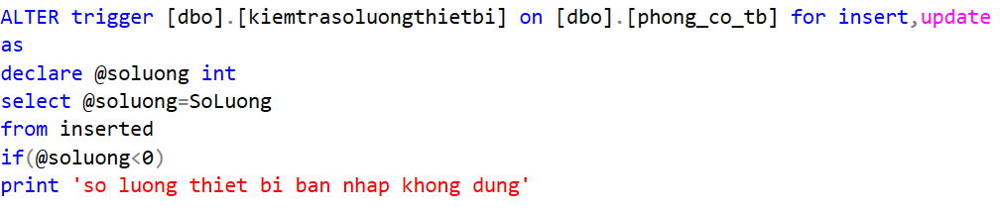 ALTER trigger [dbo].[kiemtrasoluongthietbi] on [dbo].[phong_co_tb] for insert,update
as
declare @soluong int
select @soluong=SoLuong
from inserted
if(@soluong<0)
print 'so luong thiet bi ban nhap khong dung'